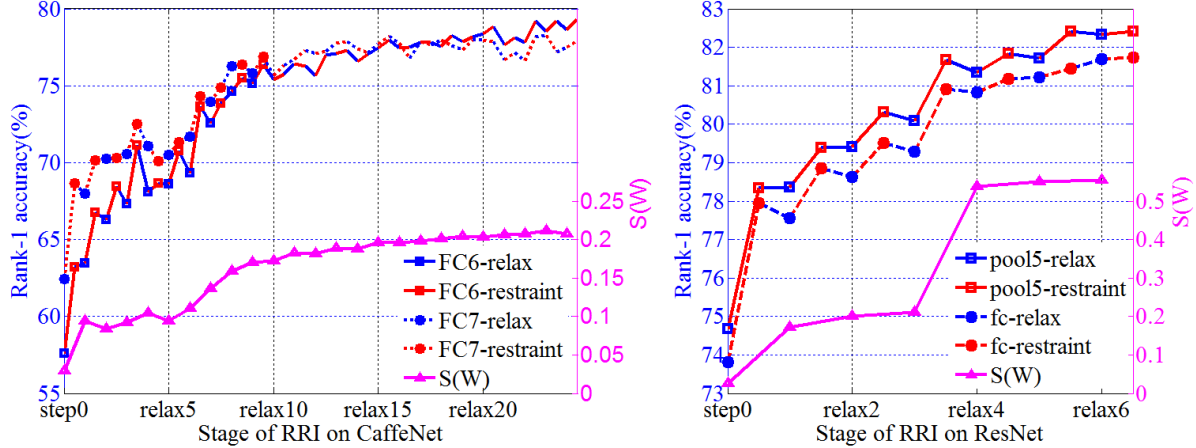 Rank-1 accuracy(%)
80
75
70
65
60
55
0.25
0.2
0.15
0.1
0.05
0
S(W)
FC6-relax
FC6-restraint
FC7-relax
FC7-restraint
S(W)
step0 relax5 relax10 relax15 relax20
Stage of RRI on CaffeNet
Rank-1 accuracy(%)
83
82
81
80
79
78
77
76
75
74
73
0.5
0.4
0.3
0.2
0.1
0
S(W)
pool5-relax
pool5-restraint
fc-relax
fc-restraint
S(W)
step0 relax2 relax4 relax6
Stage of RRI on ResNet